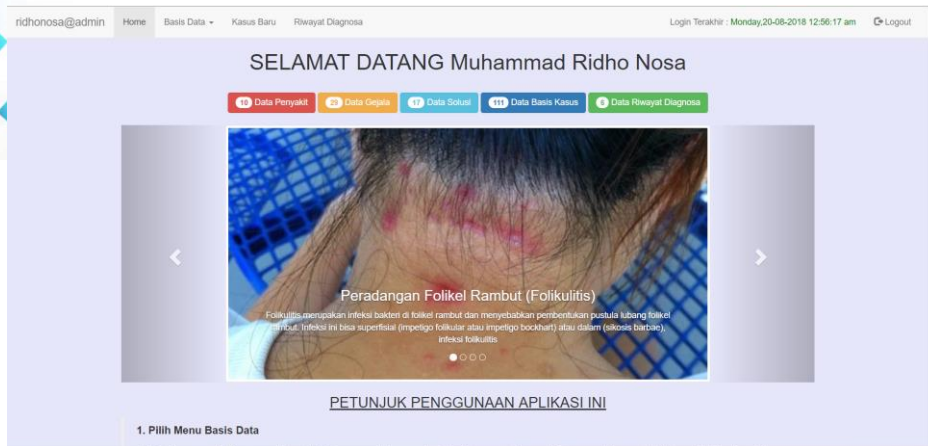 ridhonosa@admin Home Basis Data Kasus Baru Riwayat Diagnosa Login Terakhir : Monday,20-08-2018 12:56:17 am Logout
SELAMAT DATANG Muhammad Ridho Nosa
18 Data Penyakit 29 Data Gejala 17 Data Solusi 111 Data Basis Kasus 6 Data Riwayat Diagnosa
Peradangan Folikel Rambut (Folikulitis)
Folikulitis merupakan infeksi bakteri di folikel rambut dan menyebabkan pembentukan pustula lubang folikel
rambut. Infeksi ini bisa superfisial (impetigo folikular atau impetigo bockhart) atau dalam (sikosis barbae),
infeksi folikulitis
PETUNJUK PENGGUNAAN APLIKASI INI
1. Pilih Menu Basis Data